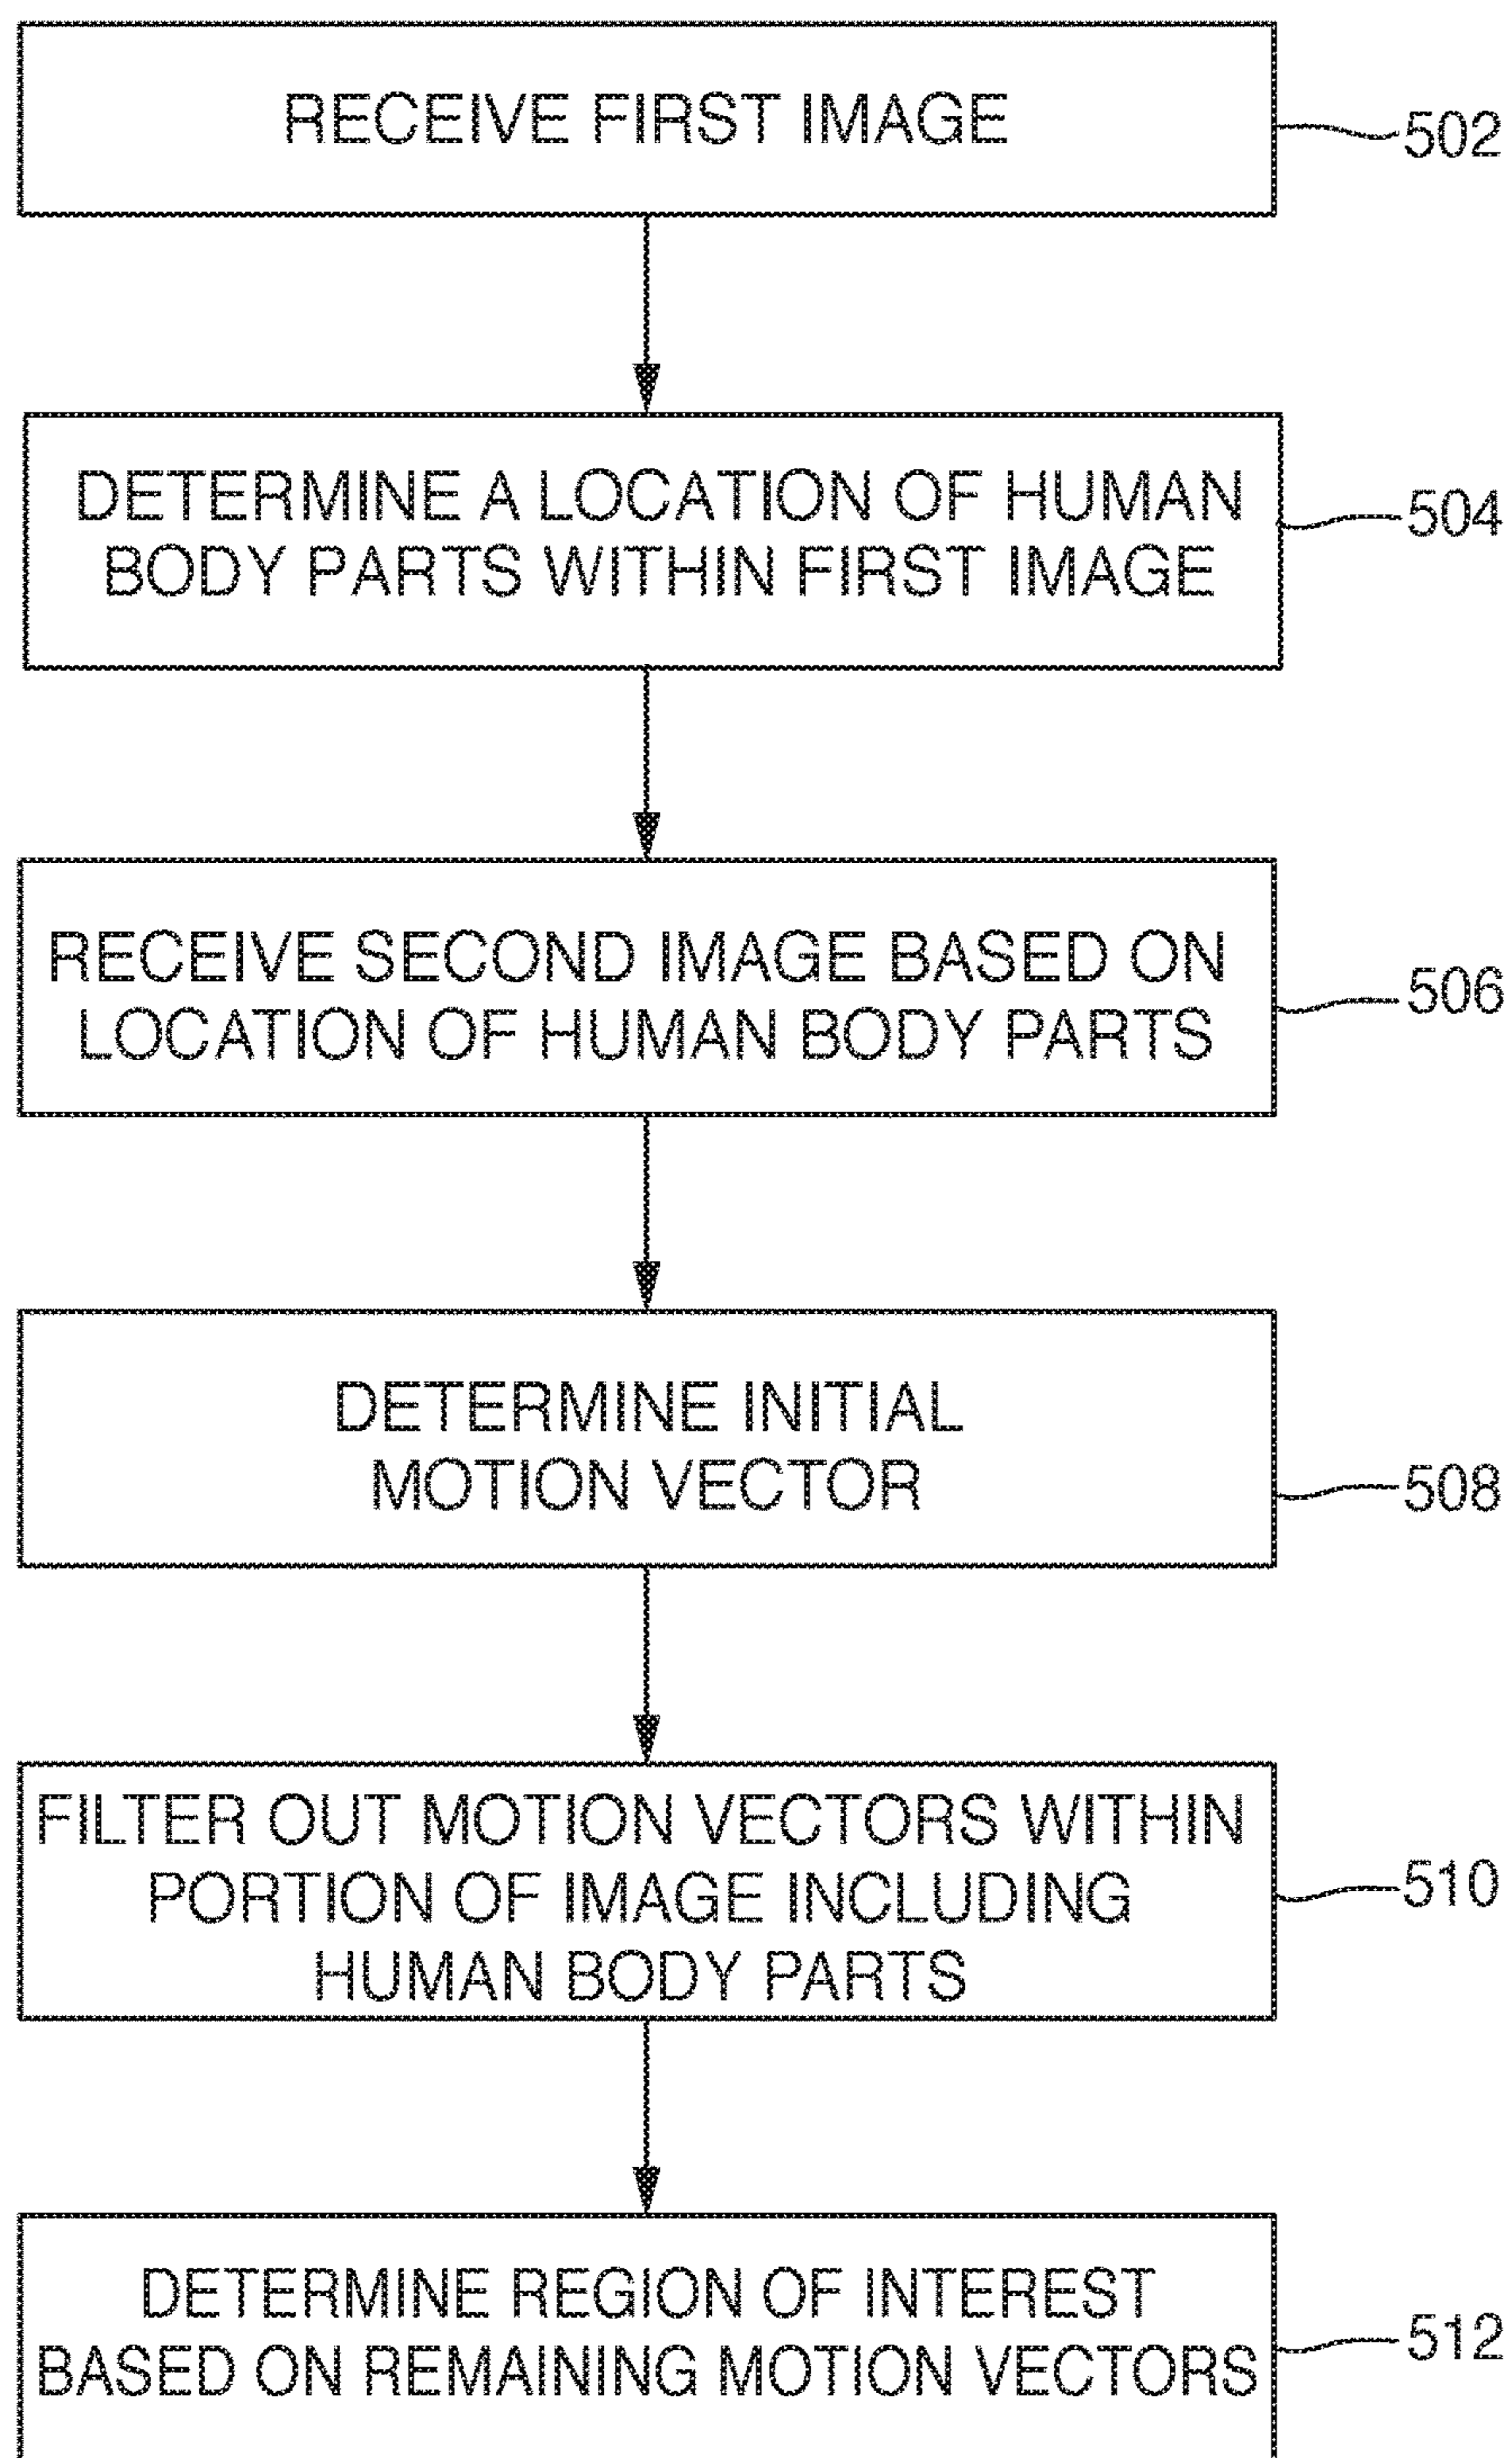 RECEIVE FIRST IMAGE
502
DETERMINE A LOCATION OF HUMAN
BODY PARTS WITHIN FIRST IMAGE
504
RECEIVE SECOND IMAGE BASED ON
LOCATION OF HUMAN BODY PARTS
506
DETERMINE INITIAL
MOTION VECTOR
508
FILTER OUT MOTION VECTORS WITHIN
PORTION OF IMAGE INCLUDING
HUMAN BODY PARTS
510
DETERMINE REGION OF INTEREST
BASED ON REMAINING MOTION VECTORS
512